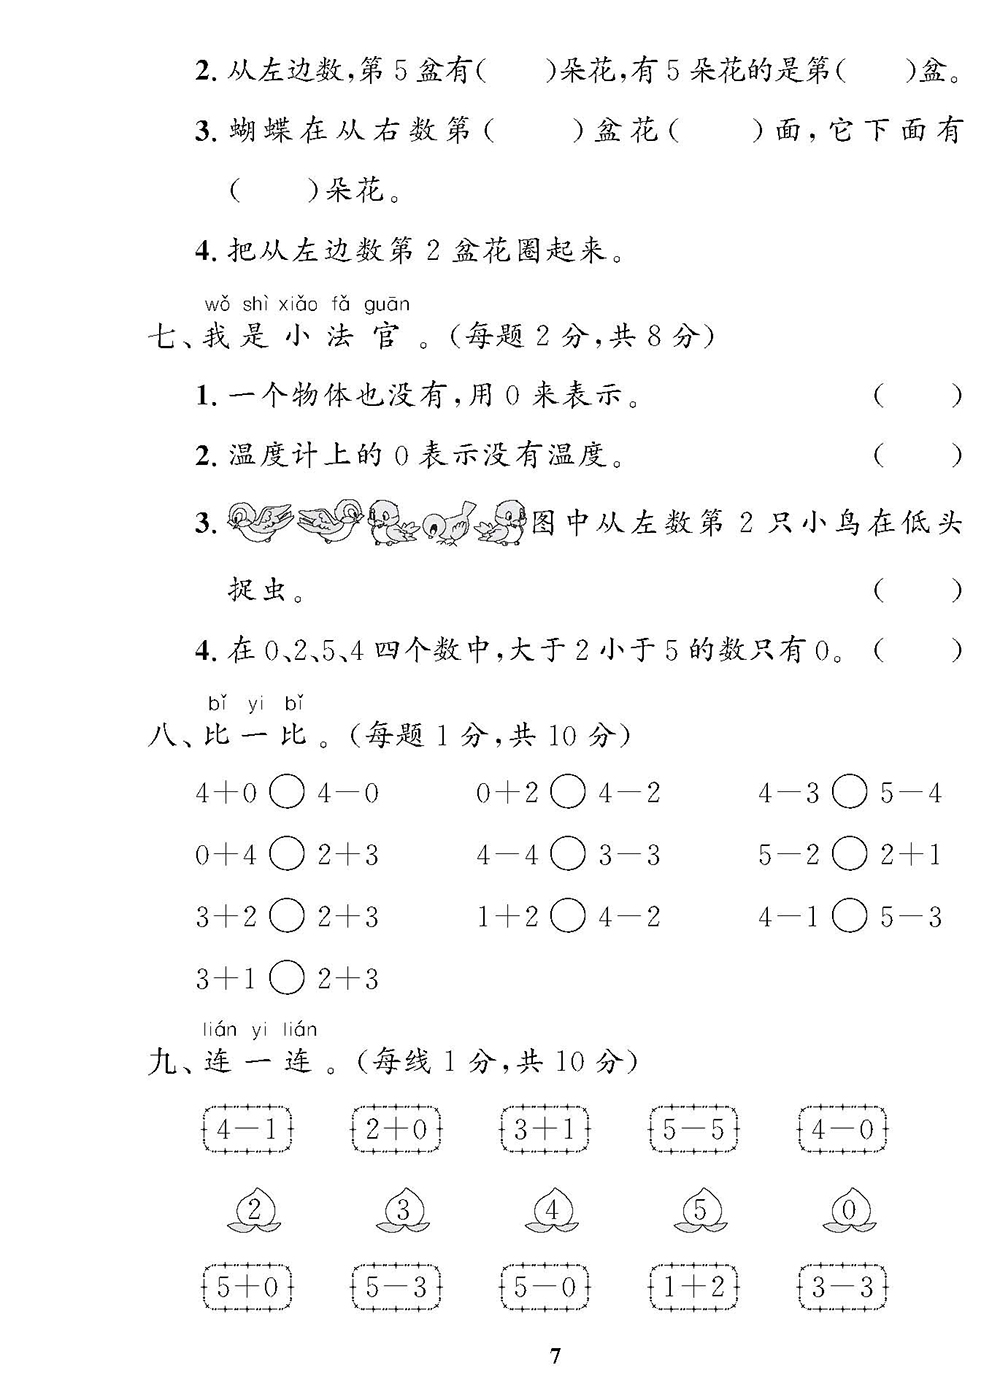 2. 从左边数,第5盆有(  )朵花,有5朵花的是第(  )盆。
3. 蝴蝶在从右数第(  )盆花(  )面,它下面有
(  )朵花。
4. 把从左边数第2盆花圈起来。
wǒ shì xiǎo fǎ guān
七、我是小法官。(每题2分,共8分)
1. 一个物体也没有,用0来表示。 (  )
2. 温度计上的0表示没有温度。 (  )
3. 图中从左数第2只小鸟在低头
捉虫。 (  )
4. 在0、2、5、4四个数中,大于2小于5的数只有0。 (  )
bǐ yi bǐ
八、比一比。(每题1分,共10分)
4+0○4-0 0+2○4-2 4-3○5-4
0+4○2+3 4-4○3-3 5-2○2+1
3+2○2+3 1+2○4-2 4-1○5-3
3+1○2+3
lián yi lián
九、连一连。(每线1分,共10分)
4-1 2+0 3+1 5-5 4-0
2 3 4 5 0
5+0 5-3 5-0 1+2 3-3
7